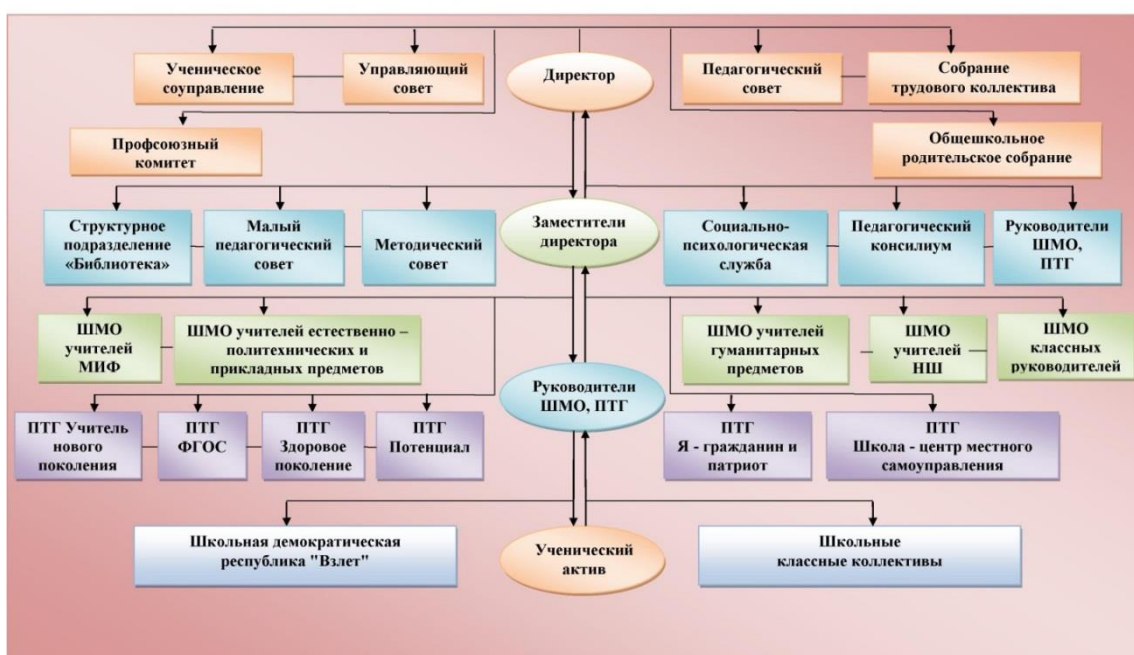 Ученическое
соуправление
Управляющий
совет
Директор
Педагогический
совет
Собрание
трудового коллектива
Профсоюзный
комитет
Общешкольное
родительское собрание
Структурное
подразделение
«Библиотека»
Малый
педагогический
совет
Методический
совет
Заместители
директора
Социально-
психологическая
служба
Педагогический
консилиум
Руководители
ШМО,
ПТГ
ШМО
учителей
МИФ
ШМО учителей естественно –
политехнических и
прикладных предметов
ШМО учителей
гуманитарных
предметов
ШМО
учителей
НШ
ШМО
классных
руководителей
Руководители
ШМО, ПТГ
ПТГ Учитель
нового
поколения
ПТГ
ФГОС
ПТГ
Здоровое
поколение
ПТГ
Потенциал
ПТГ
Я - граждании и
патриот
ПТГ
Школа - центр местного
самоуправления
Школьная демократическая
республика "Взлет"
Ученический
актив
Школьные
классные коллективы